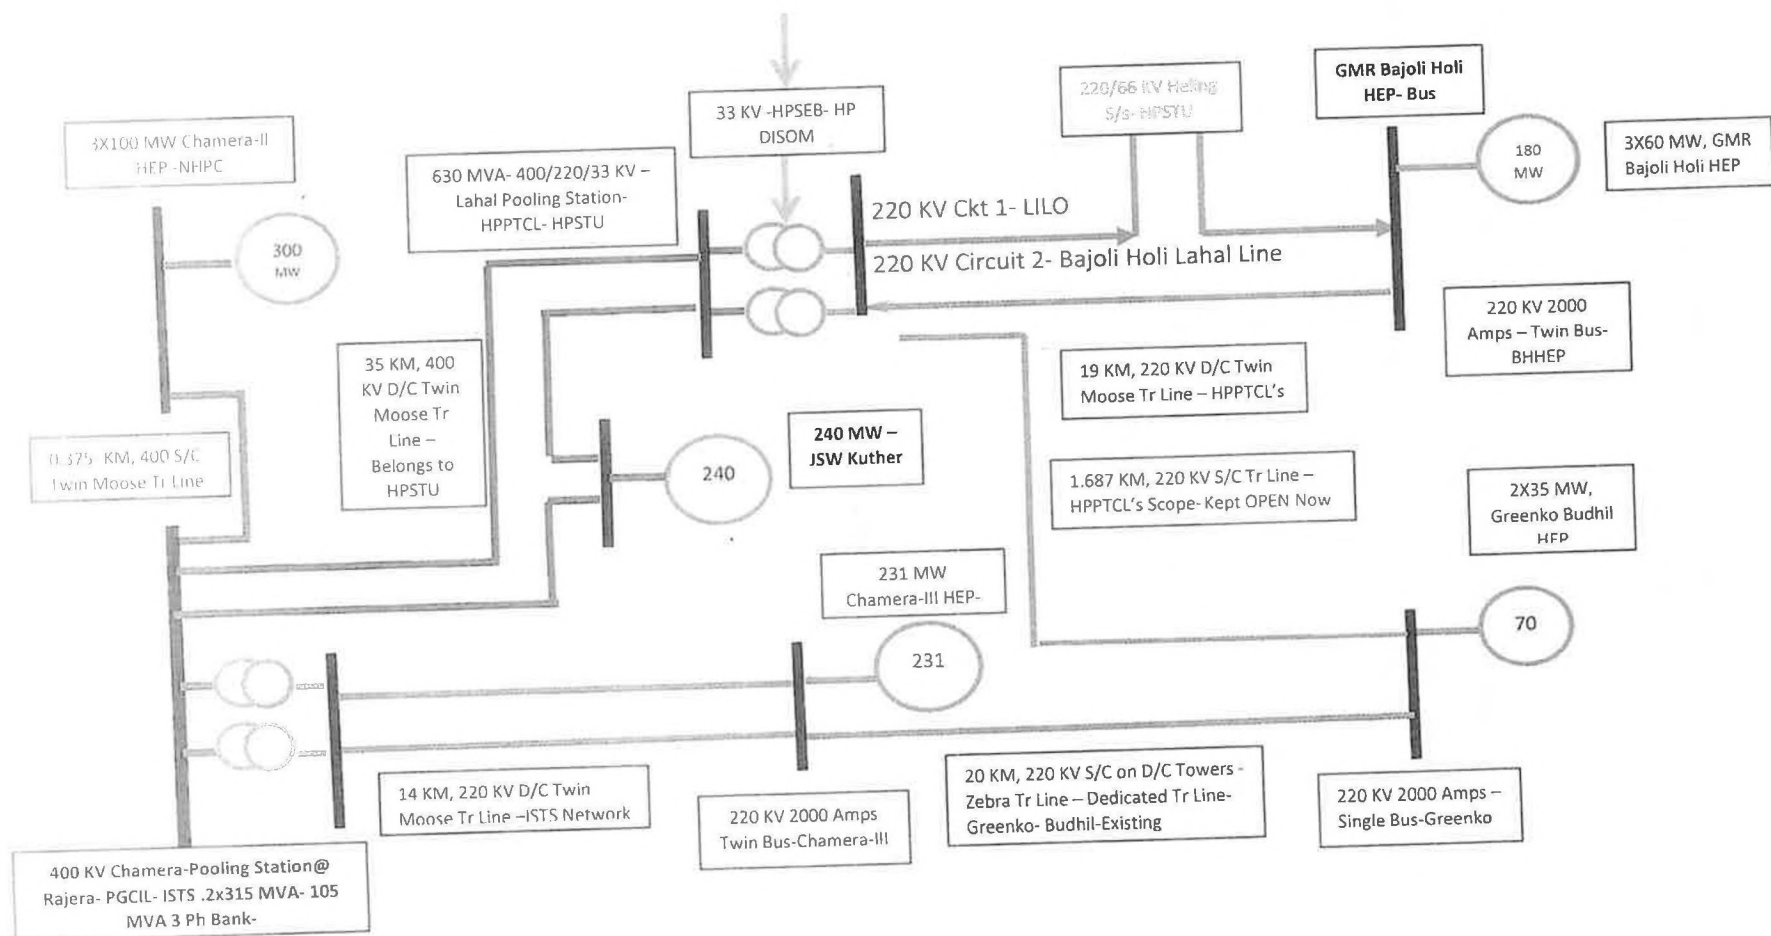 33 KV -HPSEB- HP
DISOM
220/66 KV Heling
S/s- HPSTU
GMR Bajoli Holi
HEP- Bus
180
MW
3X60 MW, GMR
Bajoli Holi HEP
3X100 MW Chamera-II
HEP -NHPC
300
MW
630 MVA- 400/220/33 KV –
Lahal Pooling Station-
HPPTCL- HPSTU
220 KV Ckt 1- LILO
220 KV Circuit 2- Bajoli Holi Lahal Line
220 KV 2000
Amps – Twin Bus-
BHHEP
35 KM, 400
KV D/C Twin
Moose Tr
Line –
Belongs to
HPSTU
19 KM, 220 KV D/C Twin
Moose Tr Line – HPPTCL's
0.375 KM, 400 S/C
Twin Moose Tr Line
240
240 MW –
JSW Kuther
1.687 KM, 220 KV S/C Tr Line –
HPPTCL's Scope- Kept OPEN Now
2X35 MW,
Greenko Budhil
HEP
231 MW
Chamera-III HEP-
231
70
14 KM, 220 KV D/C Twin
Moose Tr Line –ISTS Network
220 KV 2000 Amps
Twin Bus-Chamera-III
20 KM, 220 KV S/C on D/C Towers -
Zebra Tr Line – Dedicated Tr Line-
Greenko- Budhil-Existing
220 KV 2000 Amps –
Single Bus-Greenko
400 KV Chamera-Pooling Station@
Rajera- PGCIL- ISTS .2x315 MVA- 105
MVA 3 Ph Bank-